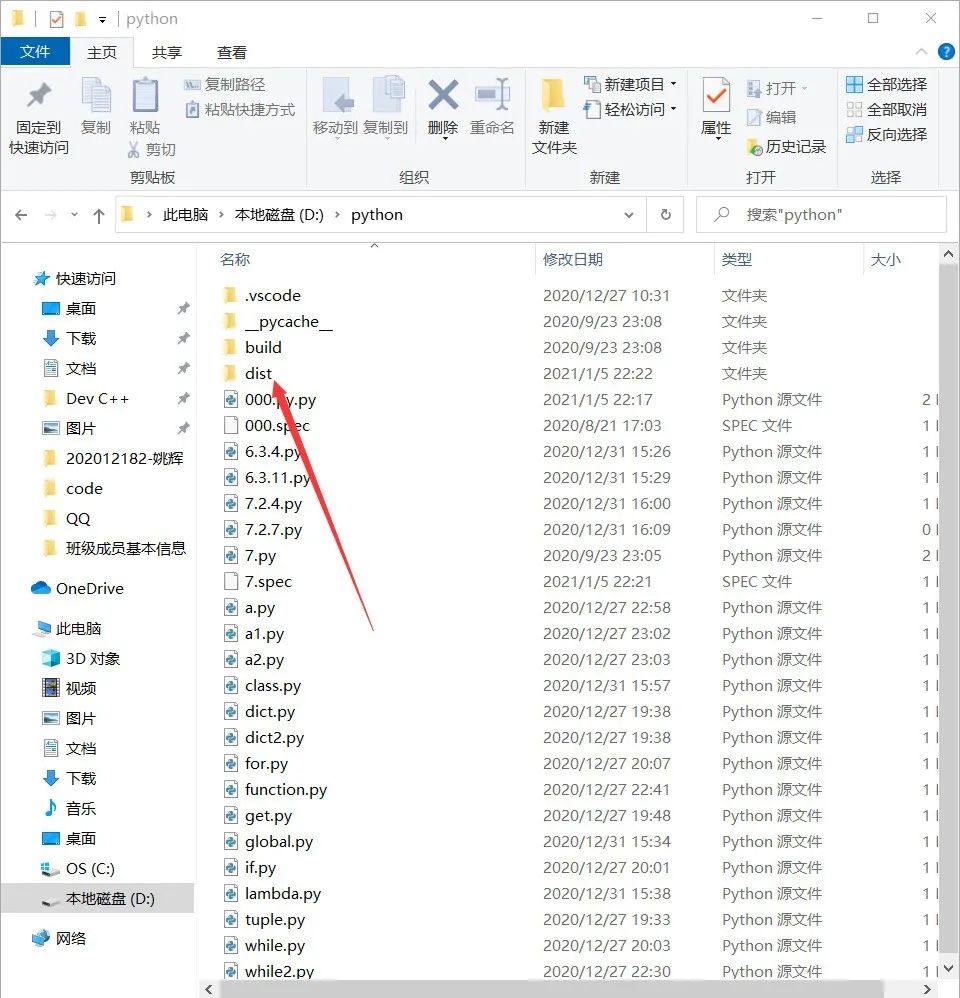 python
文件 主页 共享 查看
固定到快速访问
复制
粘贴
复制路径
粘贴快捷方式
剪切
剪贴板
移动到
复制到
删除
重命名
组织
新建文件夹
新建项目
轻松访问
新建
属性
打开
编辑
历史记录
打开
全部选择
全部取消
反向选择
选择
此电脑 › 本地磁盘 (D:) › python
搜索"python"
快速访问
桌面
下载
文档
Dev C++
图片
202012182-姚辉
code
QQ
班级成员基本信息
OneDrive
此电脑
3D 对象
视频
图片
文档
下载
音乐
桌面
OS (C:)
本地磁盘 (D:)
网络
名称 修改日期 类型 大小
.vscode 2020/12/27 10:31 文件夹
__pycache__ 2020/9/23 23:08 文件夹
build 2020/9/23 23:08 文件夹
dist 2021/1/5 22:22 文件夹
000.py.py 2021/1/5 22:17 Python 源文件 2
000.spec 2020/8/21 17:03 SPEC 文件 1
6.3.4.py 2020/12/31 15:26 Python 源文件 1
6.3.11.py 2020/12/31 15:29 Python 源文件 1
7.2.4.py 2020/12/31 16:00 Python 源文件 1
7.2.7.py 2020/12/31 16:09 Python 源文件 0
7.py 2020/9/23 23:05 Python 源文件 2
7.spec 2021/1/5 22:21 SPEC 文件 1
a.py 2020/12/27 22:58 Python 源文件 1
a1.py 2020/12/27 23:02 Python 源文件 1
a2.py 2020/12/27 23:03 Python 源文件 1
class.py 2020/12/31 15:57 Python 源文件 1
dict.py 2020/12/27 19:38 Python 源文件 1
dict2.py 2020/12/27 19:38 Python 源文件 1
for.py 2020/12/27 20:07 Python 源文件 1
function.py 2020/12/27 22:41 Python 源文件 1
get.py 2020/12/27 19:48 Python 源文件 1
global.py 2020/12/31 15:34 Python 源文件 1
if.py 2020/12/27 20:01 Python 源文件 1
lambda.py 2020/12/31 15:38 Python 源文件 1
tuple.py 2020/12/27 19:33 Python 源文件 1
while.py 2020/12/27 20:03 Python 源文件 1
while2.py 2020/12/27 22:30 Python 源文件 1